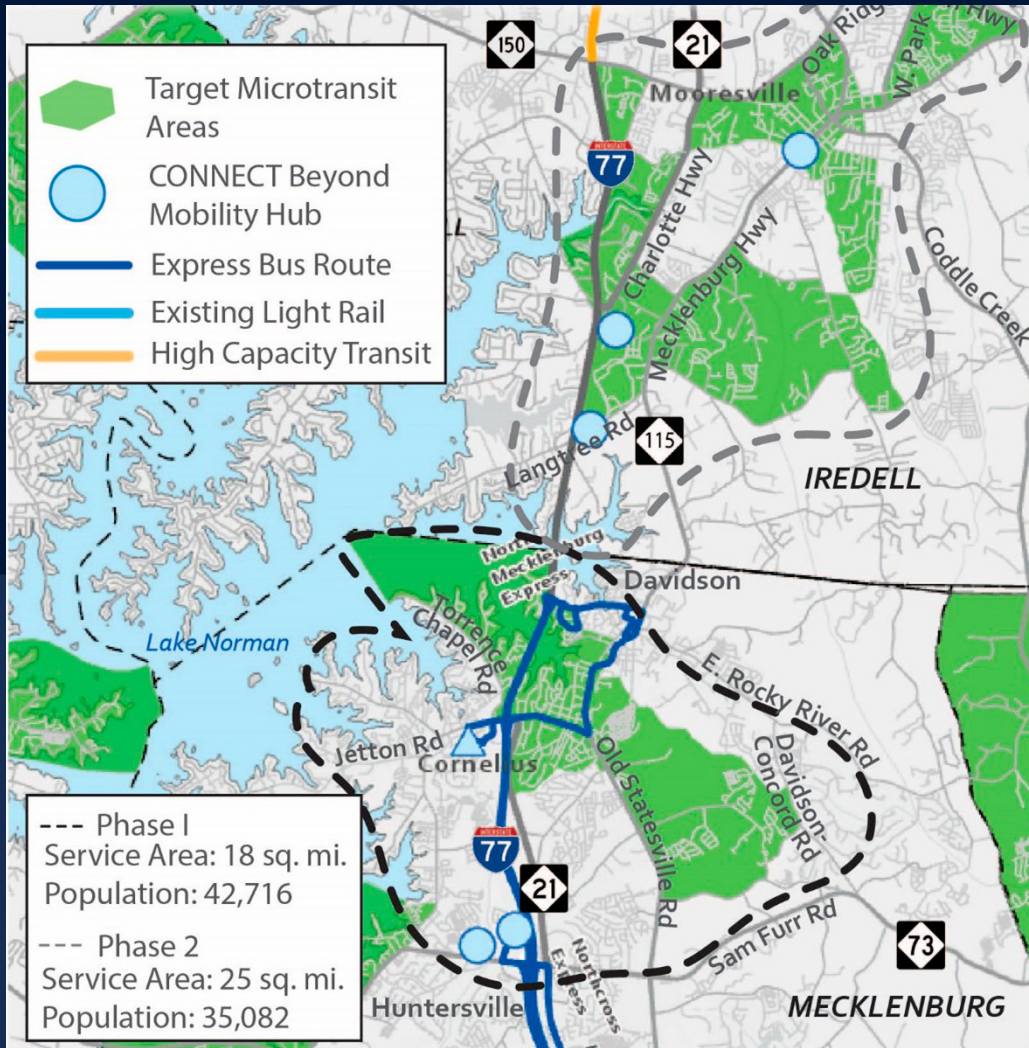 150
21
Oak Ridge
W. Park
Hwy
Mooresville
Target Microtransit
Areas
CONNECT Beyond
Mobility Hub
Express Bus Route
Existing Light Rail
High Capacity Transit
INTERSTATE
77
Charlotte Hwy
Mecklenburg Hwy
Coddle Creek
Langtree Rd
115
IREDELL
North
Mecklenburg
Express
Davidson
Torrence
Chapel Rd
Lake Norman
E. Rocky River Rd
Jetton Rd
Cornelius
Old Statesville Rd
Davidson-
Concord Rd
INTERSTATE
77
21
Sam Furr Rd
73
Northcross
Express
Huntersville
MECKLENBURG
Phase I
Service Area: 18 sq. mi.
Population: 42,716
Phase 2
Service Area: 25 sq. mi.
Population: 35,082